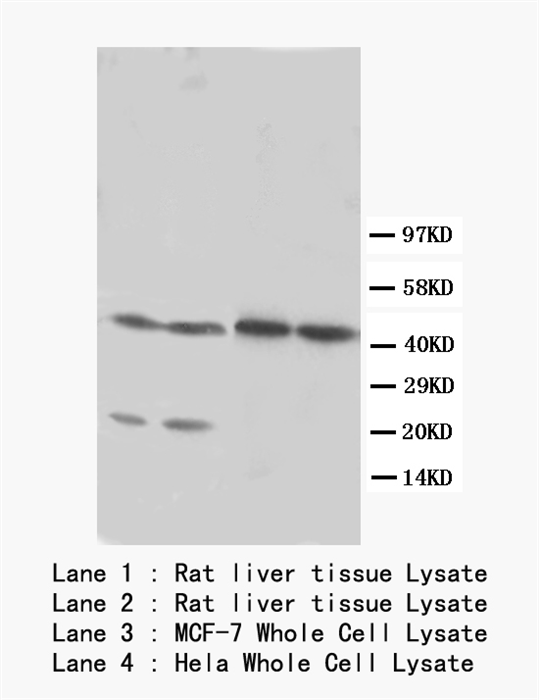 97KD
58KD
40KD
29KD
20KD
14KD
Lane 1 : Rat liver tissue Lysate
Lane 2 : Rat liver tissue Lysate
Lane 3 : MCF-7 Whole Cell Lysate
Lane 4 : Hela Whole Cell Lysate